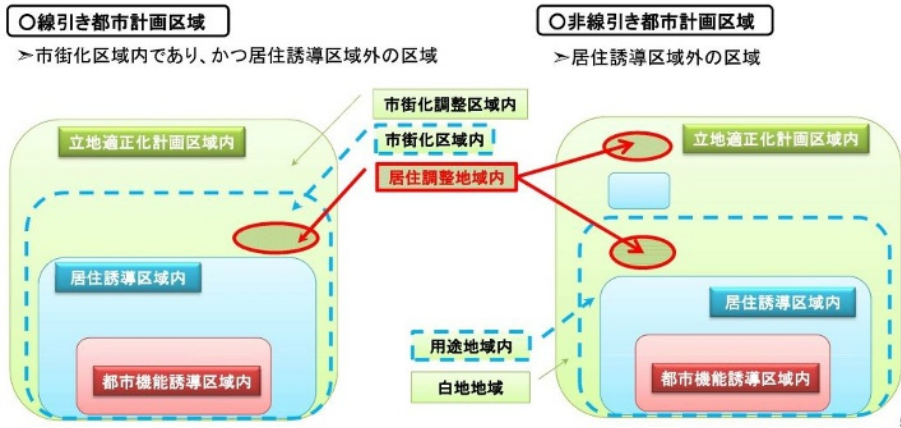 〇線引き都市計画区域
➢市街化区域内であり、かつ居住誘導区域外の区域
〇非線引き都市計画区域
➢居住誘導区域外の区域
市街化調整区域内
市街化区域内
居住調整地域内
立地適正化計画区域内
居住誘導区域内
都市機能誘導区域内
立地適正化計画区域内
居住誘導区域内
用途地域内
白地地域
都市機能誘導区域内